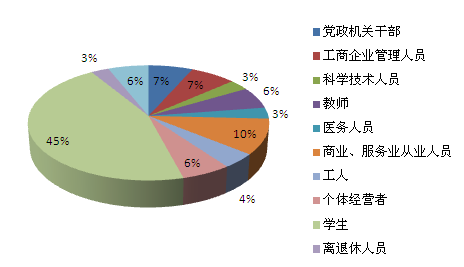 3%
6%
7%
7%
3%
6%
3%
10%
4%
6%
45%
党政机关干部
工商企业管理人员
科学技术人员
教师
医务人员
商业、服务业从业人员
工人
个体经营者
学生
离退休人员